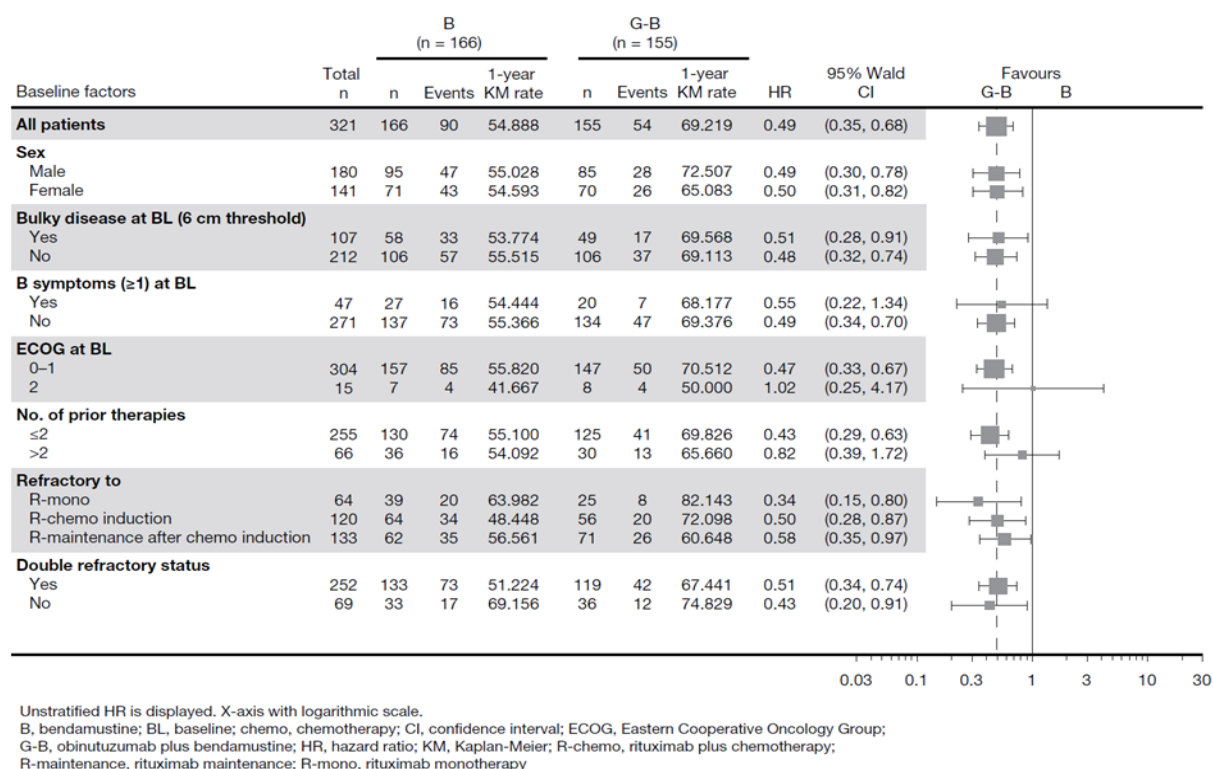 B G-B
(n = 166) (n = 155)
Total 1-year 1-year 95% Wald Favours
Baseline factors n n Events KM rate n Events KM rate HR CI G-B B
All patients 321 166 90 54.888 155 54 69.219 0.49 (0.35, 0.68)
Sex
Male 180 95 47 55.028 85 28 72.507 0.49 (0.30, 0.78)
Female 141 71 43 54.593 70 26 65.083 0.50 (0.31, 0.82)
Bulky disease at BL (6 cm threshold)
Yes 107 58 33 53.774 49 17 69.568 0.51 (0.28, 0.91)
No 212 106 57 55.515 106 37 69.113 0.48 (0.32, 0.74)
B symptoms (≥1) at BL
Yes 47 27 16 54.444 20 7 68.177 0.55 (0.22, 1.34)
No 271 137 73 55.366 134 47 69.376 0.49 (0.34, 0.70)
ECOG at BL
0–1 304 157 85 55.820 147 50 70.512 0.47 (0.33, 0.67)
2 15 7 4 41.667 8 4 50.000 1.02 (0.25, 4.17)
No. of prior therapies
≤2 255 130 74 55.100 125 41 69.826 0.43 (0.29, 0.63)
>2 66 36 16 54.092 30 13 65.660 0.82 (0.39, 1.72)
Refractory to
R-mono 64 39 20 63.982 25 8 82.143 0.34 (0.15, 0.80)
R-chemo induction 120 64 34 48.448 56 20 72.098 0.50 (0.28, 0.87)
R-maintenance after chemo induction 133 62 35 56.561 71 26 60.648 0.58 (0.35, 0.97)
Double refractory status
Yes 252 133 73 51.224 119 42 67.441 0.51 (0.34, 0.74)
No 69 33 17 69.156 36 12 74.829 0.43 (0.20, 0.91)
0.03 0.1 0.3 1 3 10 30
Unstratified HR is displayed. X-axis with logarithmic scale.
B, bendamustine; BL, baseline; chemo, chemotherapy; CI, confidence interval; ECOG, Eastern Cooperative Oncology Group;
G-B, obinutuzumab plus bendamustine; HR, hazard ratio; KM, Kaplan-Meier; R-chemo, rituximab plus chemotherapy;
R-maintenance, rituximab maintenance; R-mono, rituximab monotherapy